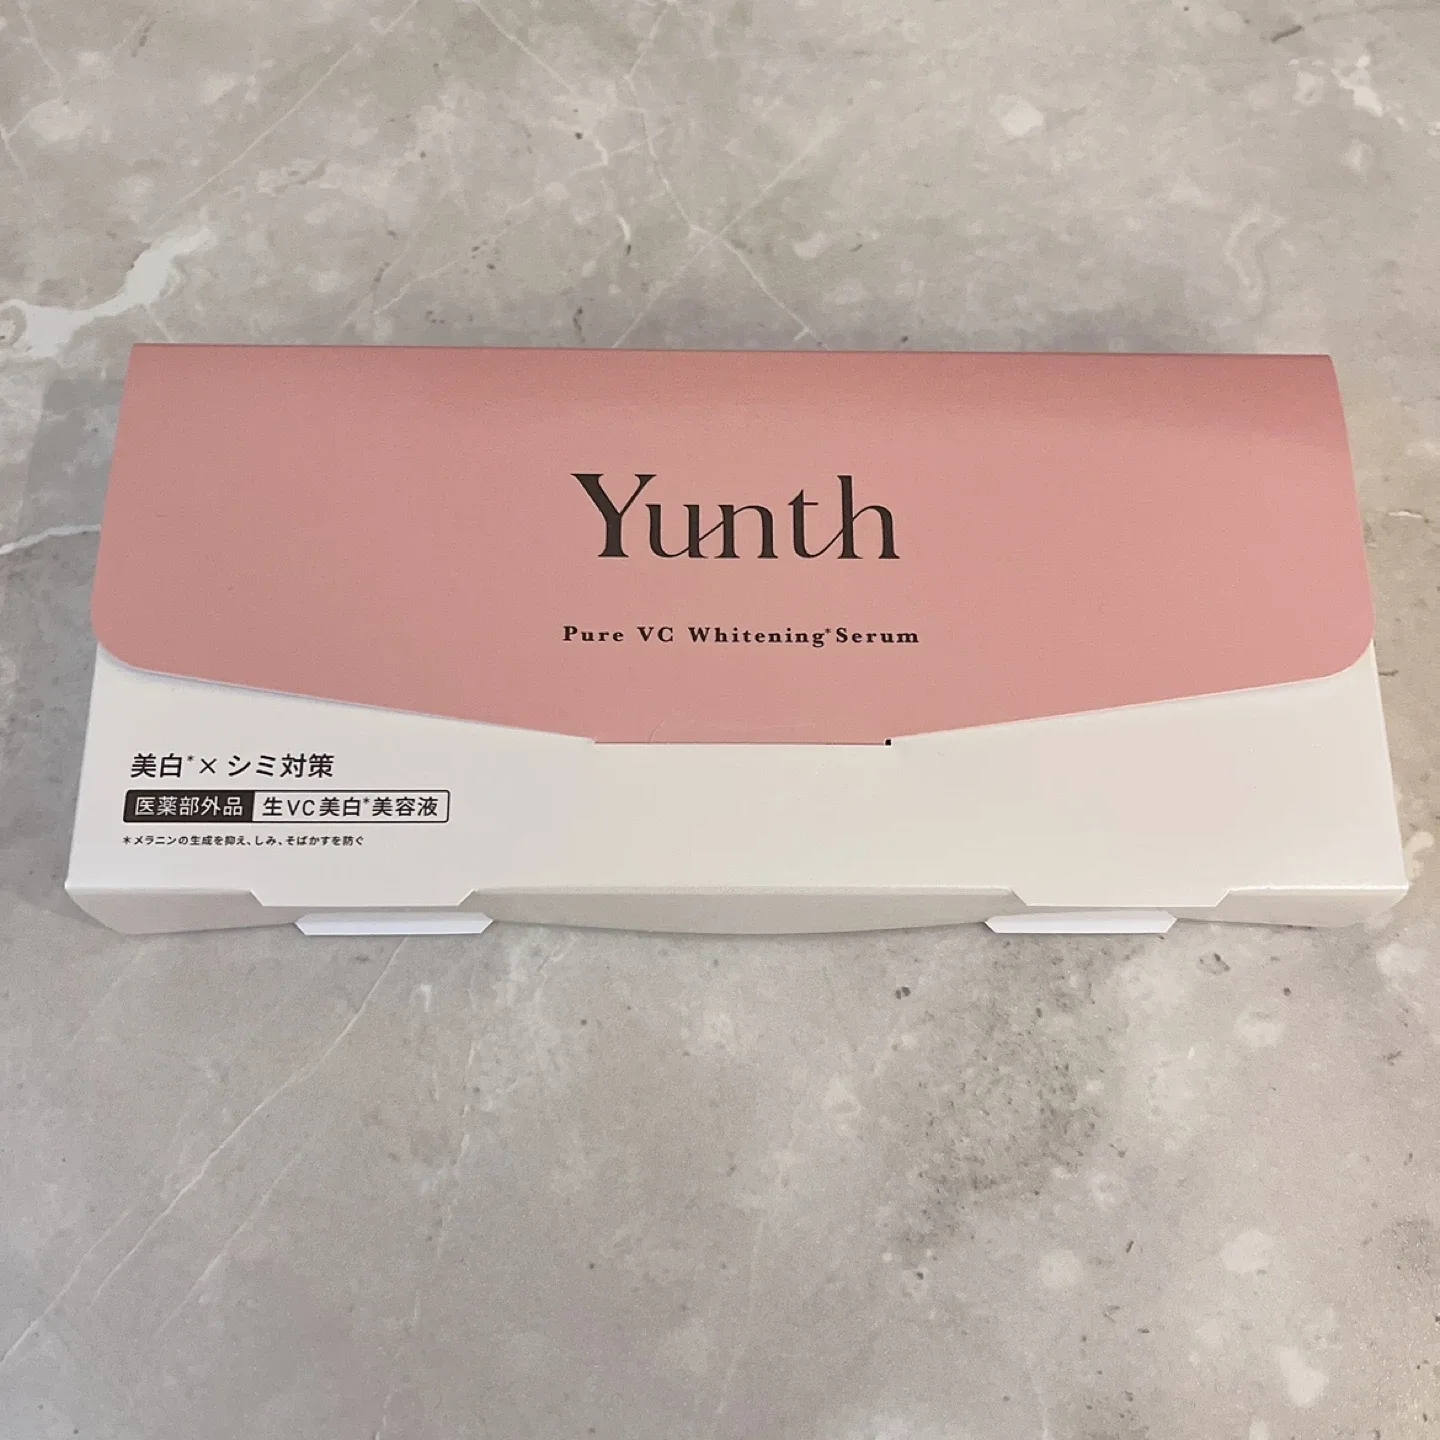 Yunth
Pure VC Whitening*Serum
美白*×シミ対策
医薬部外品 生VC美白*美容液
*メラニンの生成を抑え、しみ、そばかすを防ぐ